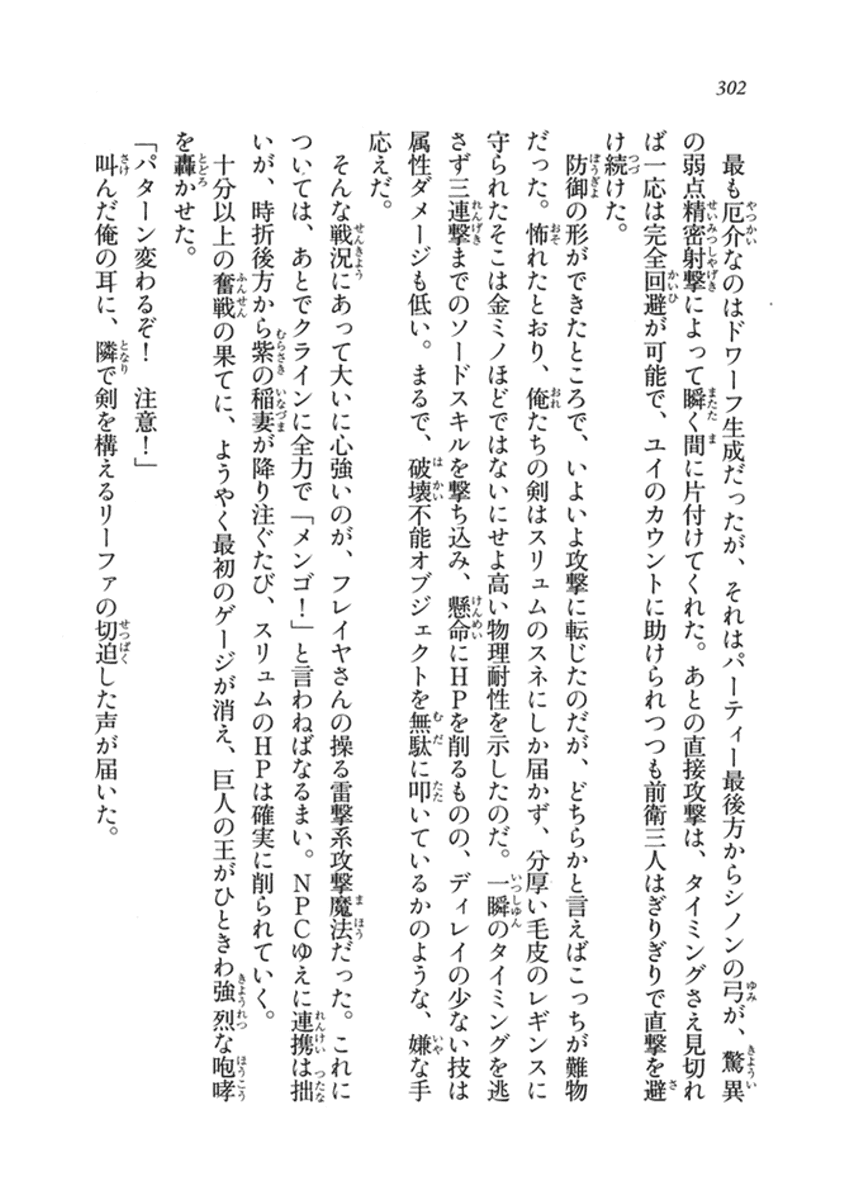 302
最も厄介なのはドワーフ生成だったが、それはパーティー最後方からシノンの弓が、驚異
の弱点精密射撃によって瞬く間に片付けてくれた。あとの直接攻撃は、タイミングさえ見切れ
ば一応は完全回避が可能で、ユイのカウントに助けられつつも前衛三人はぎりぎりで直撃を避
け続けた。
防御の形ができたところで、いよいよ攻撃に転じたのだが、どちらかと言えばこっちが難物
だった。怖れたとおり、俺たちの剣はスリュムのスネにしか届かず、分厚い毛皮のレギンスに
守られたそこは金ミノほどではないにせよ高い物理耐性を示したのだ。一瞬のタイミングを逃
さず三連撃までのソードスキルを撃ち込み、懸命にHPを削るものの、ディレイの少ない技は
属性ダメージも低い。まるで、破壊不能オブジェクトを無駄に叩いているかのような、嫌な手
応えだ。
そんな戦況にあって大いに心強いのが、フレイヤさんの操る雷撃系攻撃魔法だった。これに
ついては、あとでクラインに全力で「メンゴ！」と言わねばなるまい。NPCゆえに連携は拙
いが、時折後方から紫の稲妻が降り注ぐたび、スリュムのHPは確実に削られていく。
十分以上の奮戦の果てに、ようやく最初のゲージが消え、巨人の王がひときわ強烈な咆哮
を轟かせた。
「パターン変わるぞ！　注意！」
叫んだ俺の耳に、隣で剣を構えるリーファの切迫した声が届いた。